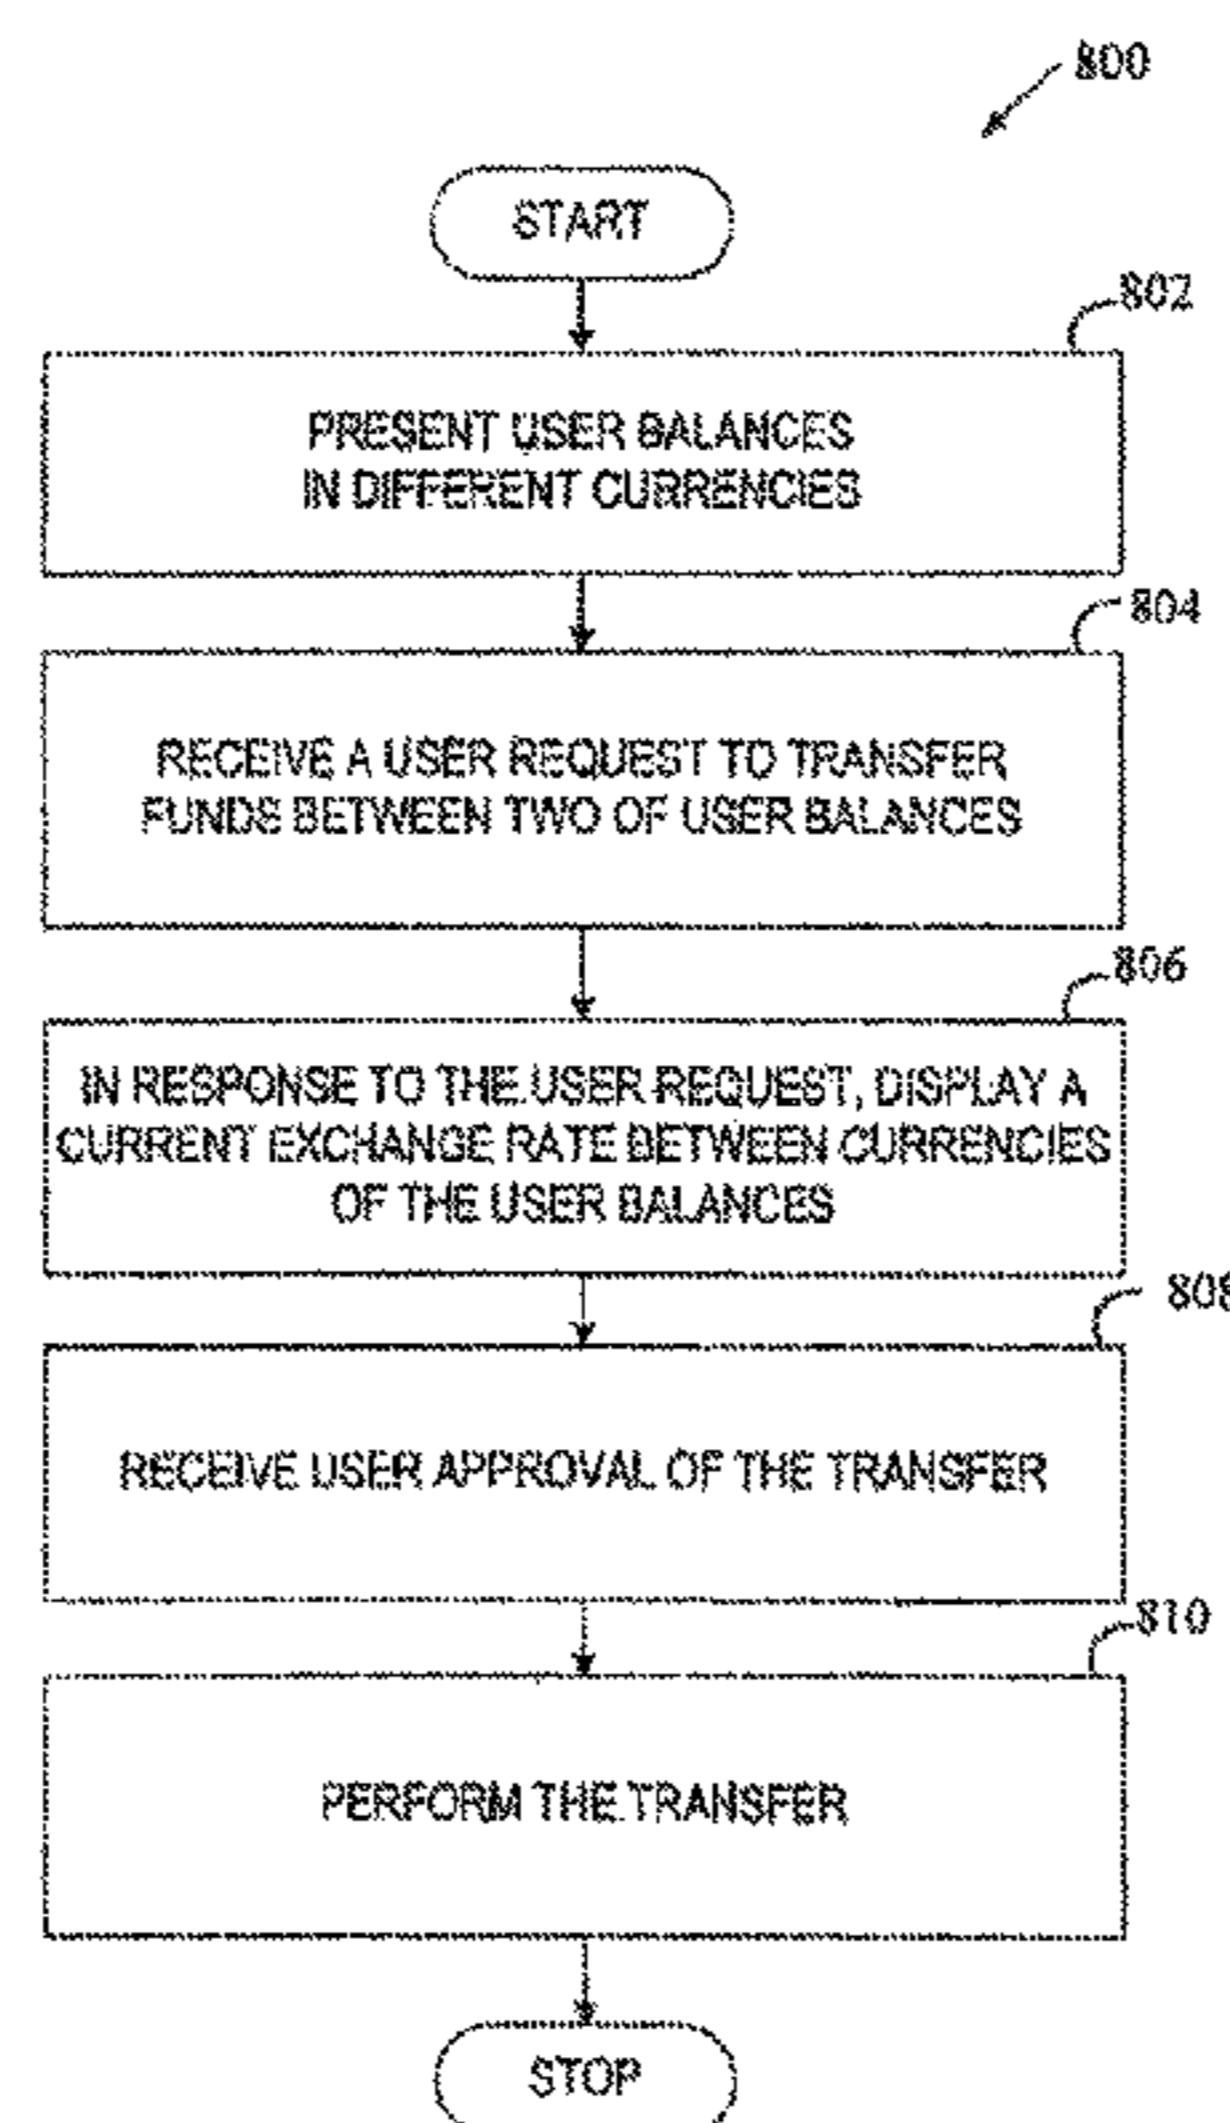 800
START
802
PRESENT USER BALANCES
IN DIFFERENT CURRENCIES
804
RECEIVE A USER REQUEST TO TRANSFER
FUNDS BETWEEN TWO OF USER BALANCES
806
IN RESPONSE TO THE USER REQUEST, DISPLAY A
CURRENT EXCHANGE RATE BETWEEN CURRENCIES
OF THE USER BALANCES
808
RECEIVE USER APPROVAL OF THE TRANSFER
810
PERFORM THE TRANSFER
STOP